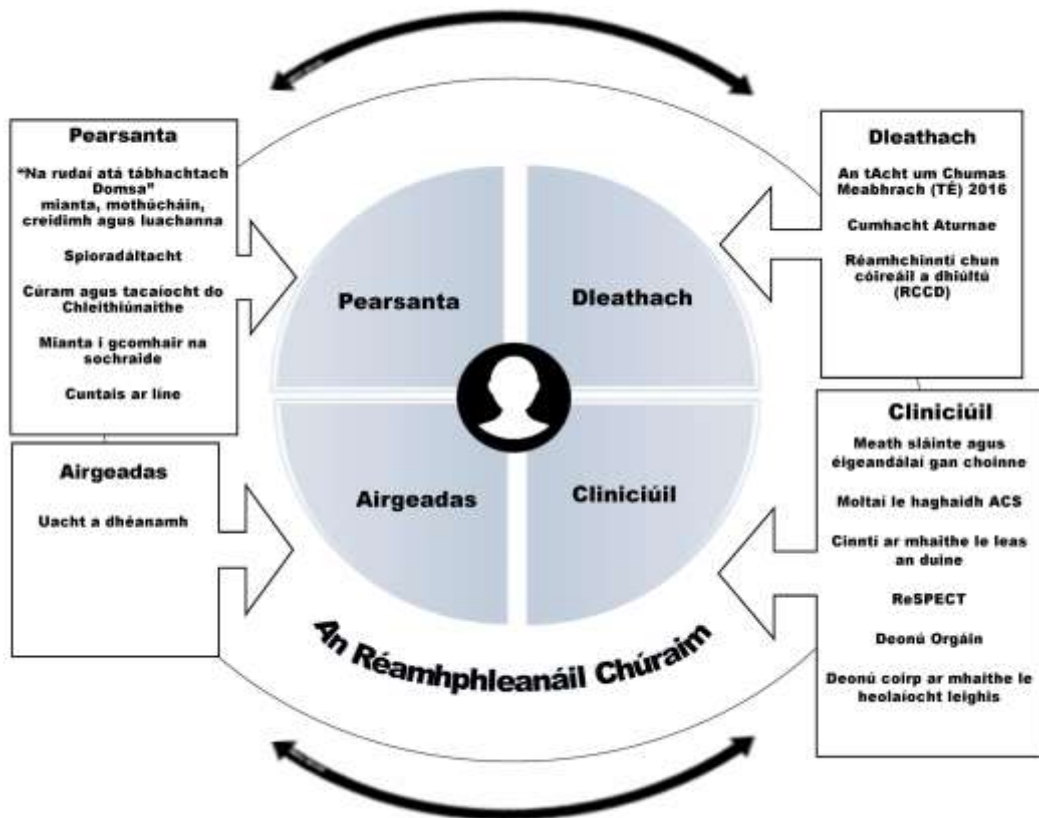 Pearsanta
“Na rudaí atá tábhachtach
Domsa”
mianta, mothúcháin,
creidimh agus luachanna
Spioradáltacht
Cúram agus tacaíocht do
Chleithiúnaithe
Mianta i gcomhair na
sochraide
Cuntais ar líne
Airgeadas
Uacht a dhéanamh
Pearsanta
Dleathach
Airgeadas
Cliniciúil
An Réamhphleanáil Chúraim
Dleathach
An tAcht um Chumas
Meabhrach (TÉ) 2016
Cumhacht Aturnae
Réamhchinntí chun
cóireáil a dhiúltú
(RCCD)
Cliniciúil
Meath sláinte agus
éigeandálaí gan choinne
Moltaí le haghaidh ACS
Cinntí ar mhaithe le leas
an duine
ReSPECT
Deonú Orgáin
Deonú coirp ar mhaithe le
heolaíocht leighis